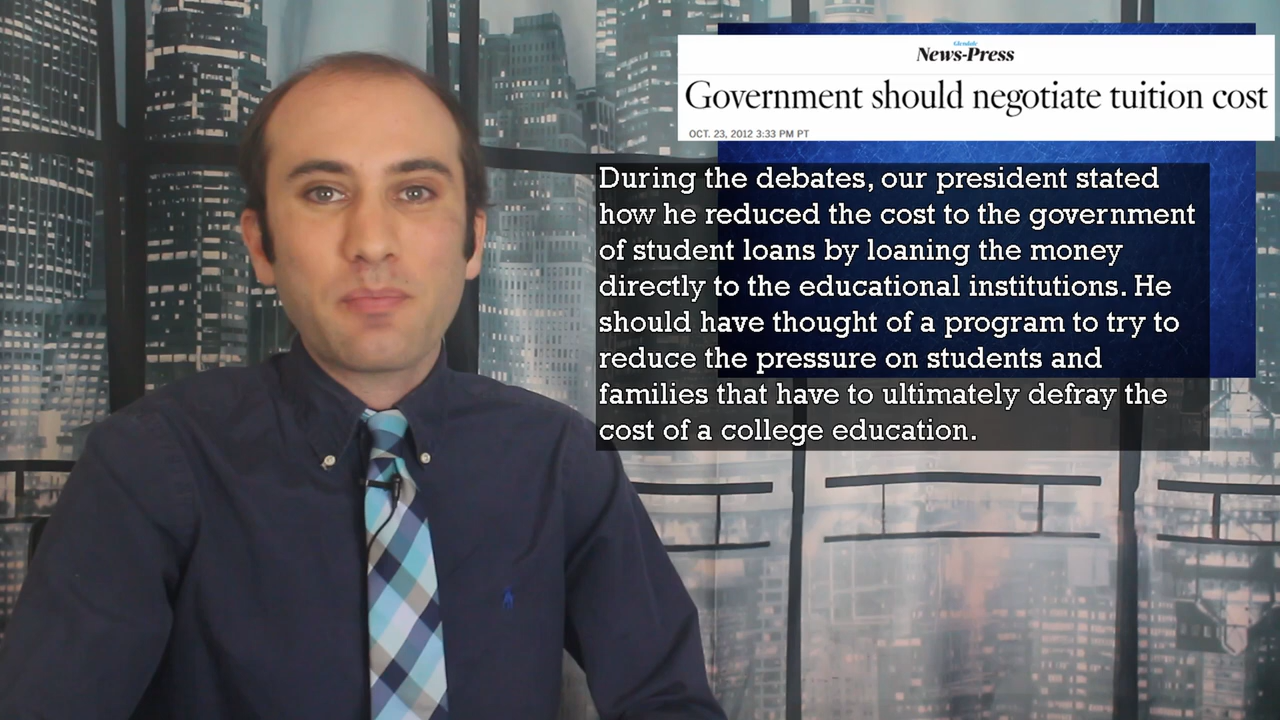 Glendale
News-Press
Government should negotiate tuition cost
OCT. 23, 2012 3:33 PM PT
During the debates, our president stated
how he reduced the cost to the government
of student loans by loaning the money
directly to the educational institutions. He
should have thought of a program to try to
reduce the pressure on students and
families that have to ultimately defray the
cost of a college education.